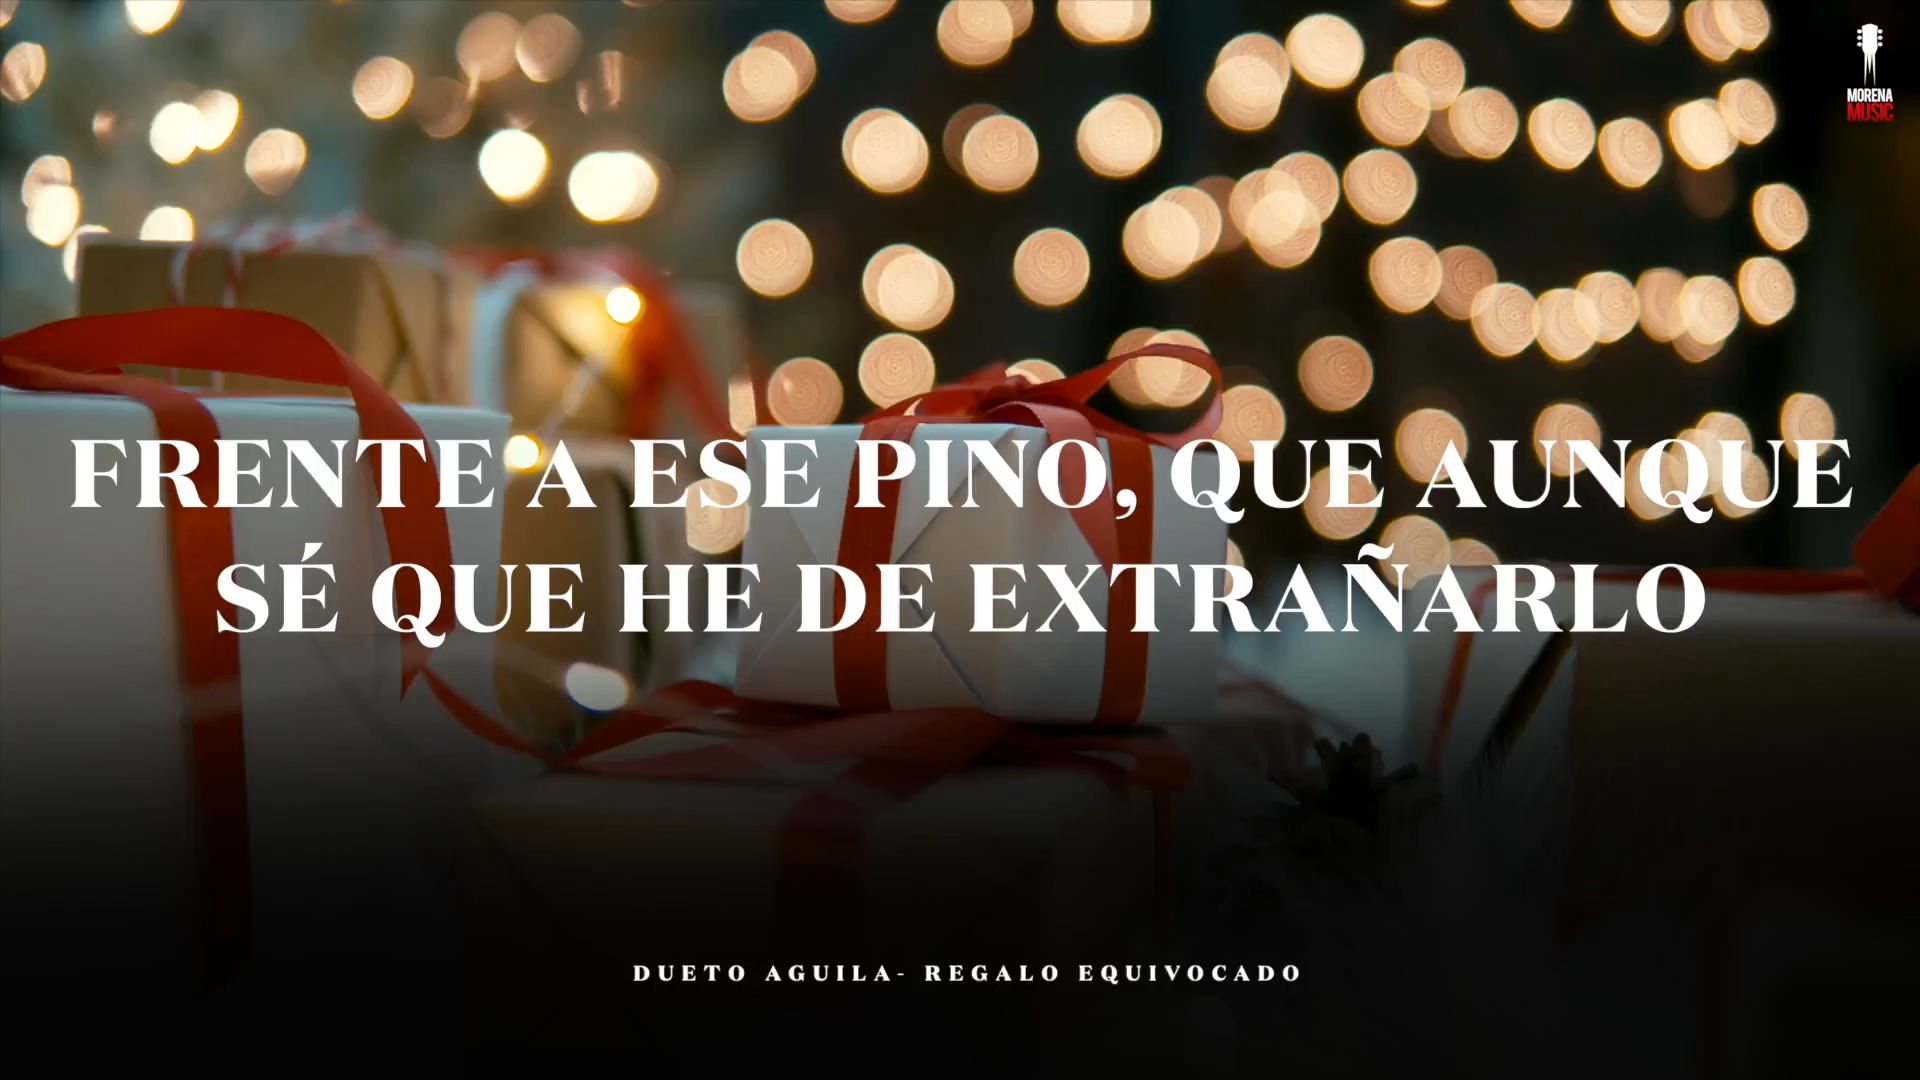 MORENA
MUSIC
FRENTE A ESE PINO, QUE AUNQUE
SÉ QUE HE DE EXTRAÑARLO
DUETO AGUILA- REGALO EQUIVOCADO